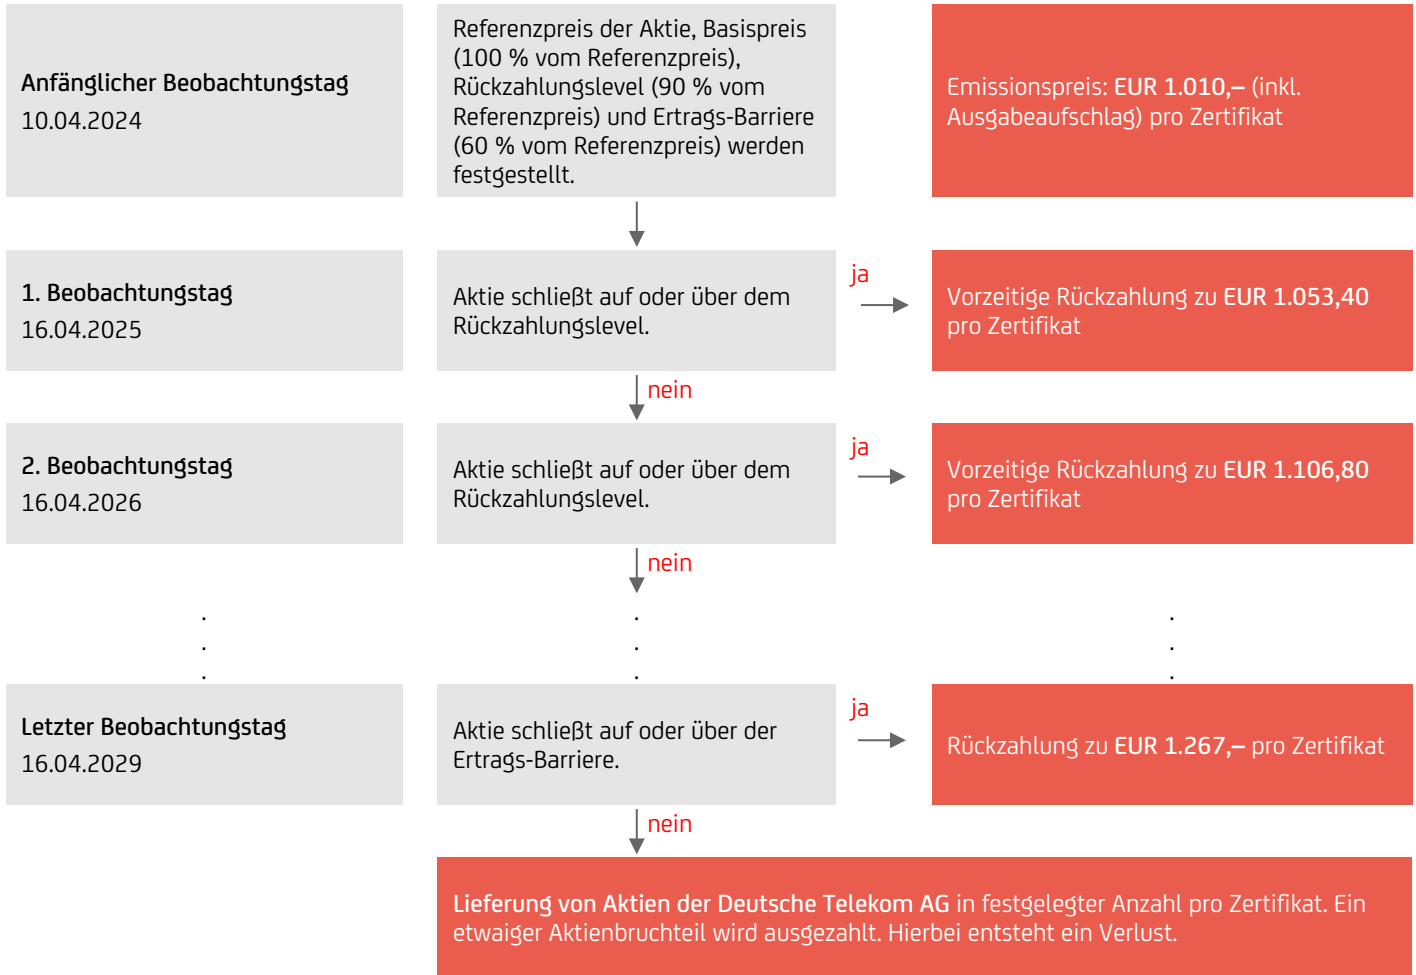 Anfänglicher Beobachtungstag
10.04.2024
Referenzpreis der Aktie, Basispreis
(100 % vom Referenzpreis),
Rückzahlungslevel (90 % vom
Referenzpreis) und Ertrags-Barriere
(60 % vom Referenzpreis) werden
festgestellt.
Emissionspreis: EUR 1.010,– (inkl.
Ausgabeaufschlag) pro Zertifikat
1. Beobachtungstag
16.04.2025
Aktie schließt auf oder über dem
Rückzahlungslevel.
ja
Vorzeitige Rückzahlung zu EUR 1.053,40
pro Zertifikat
nein
2. Beobachtungstag
16.04.2026
Aktie schließt auf oder über dem
Rückzahlungslevel.
ja
Vorzeitige Rückzahlung zu EUR 1.106,80
pro Zertifikat
nein
. . .
. . .
. . .
Letzter Beobachtungstag
16.04.2029
Aktie schließt auf oder über der
Ertrags-Barriere.
ja
Rückzahlung zu EUR 1.267,– pro Zertifikat
nein
Lieferung von Aktien der Deutsche Telekom AG in festgelegter Anzahl pro Zertifikat. Ein
etwaiger Aktienbruchteil wird ausgezahlt. Hierbei entsteht ein Verlust.